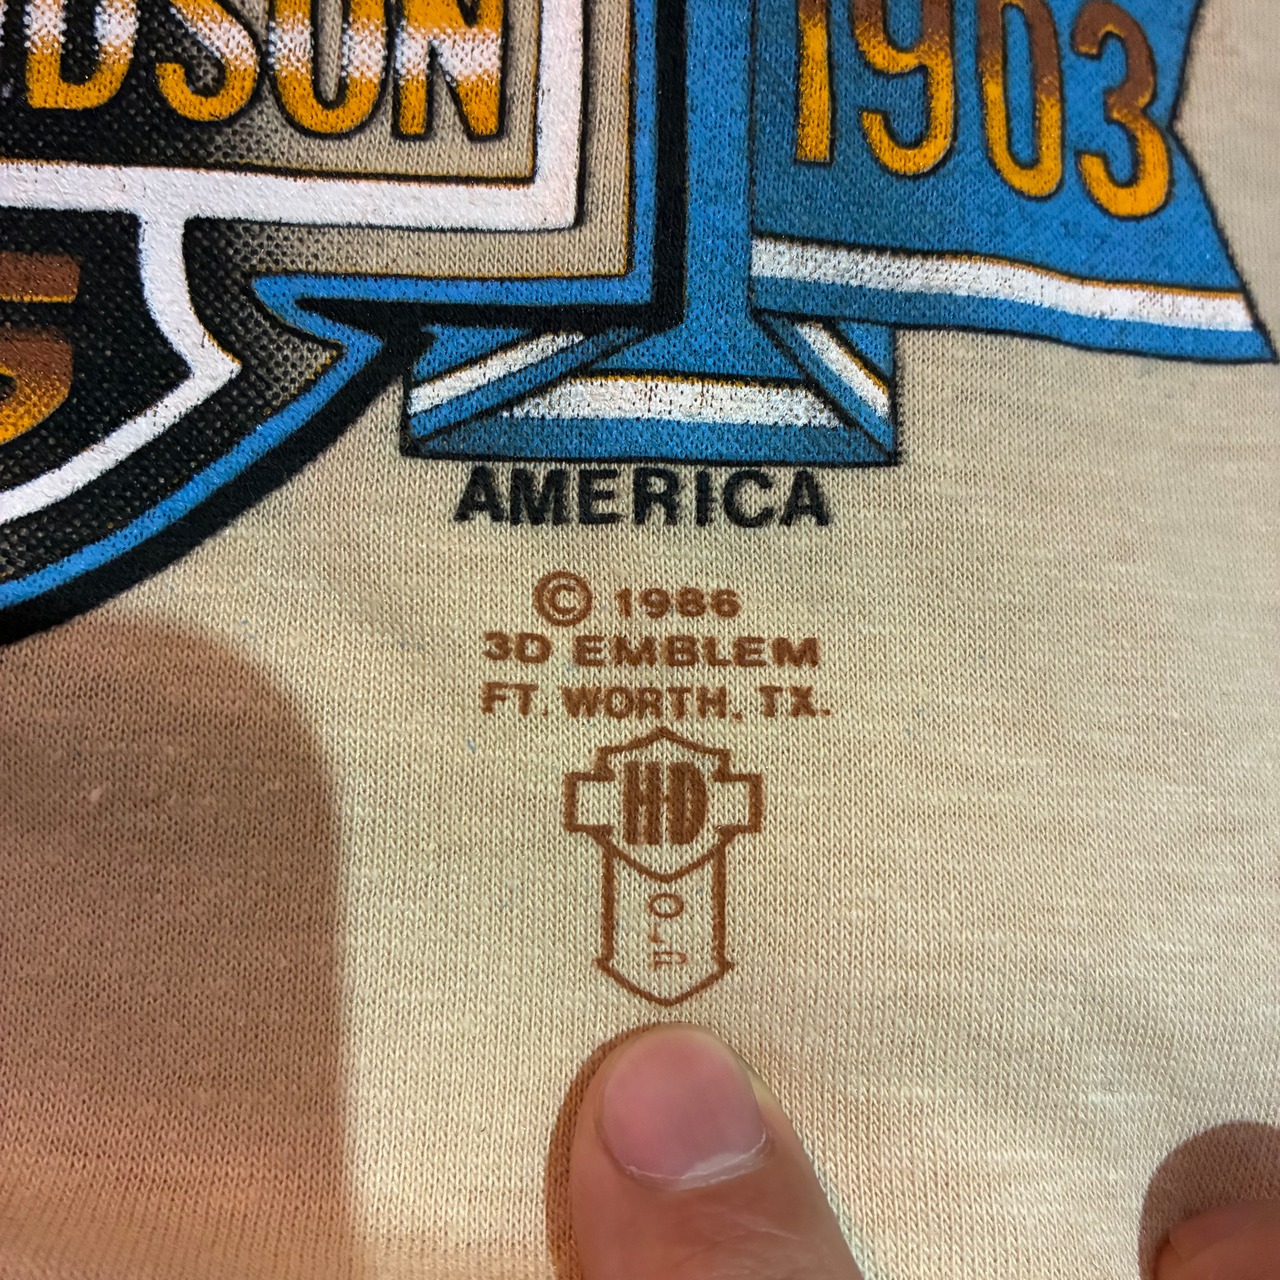 DSON
1903
AMERICA
© 1986
3D EMBLEM
FT. WORTH, TX.
HD